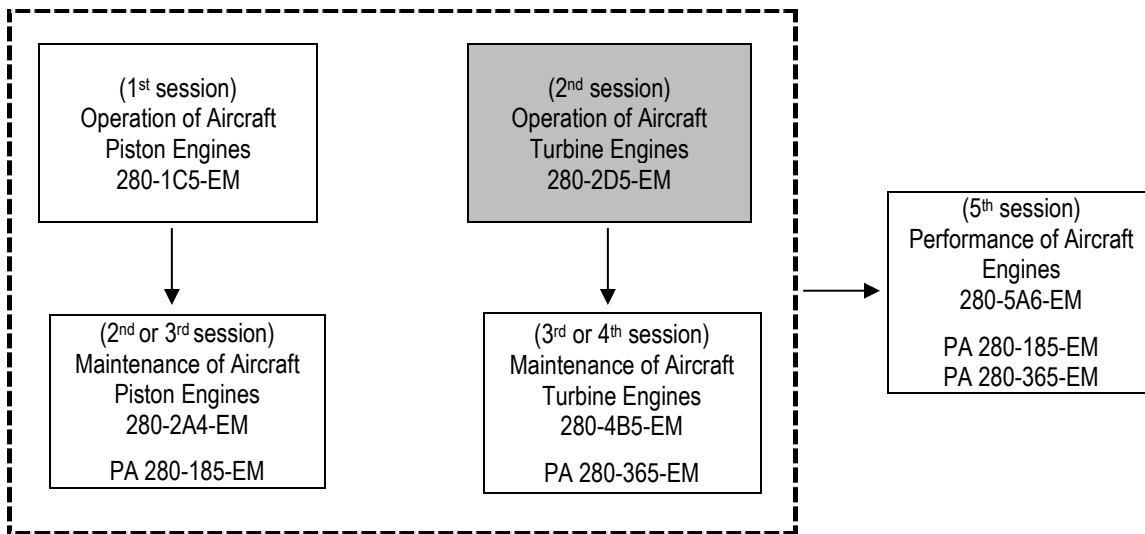 (1st session)
Operation of Aircraft
Piston Engines
280-1C5-EM
(2nd session)
Operation of Aircraft
Turbine Engines
280-2D5-EM
(2nd or 3rd session)
Maintenance of Aircraft
Piston Engines
280-2A4-EM
PA 280-185-EM
(3rd or 4th session)
Maintenance of Aircraft
Turbine Engines
280-4B5-EM
PA 280-365-EM
(5th session)
Performance of Aircraft
Engines
280-5A6-EM
PA 280-185-EM
PA 280-365-EM